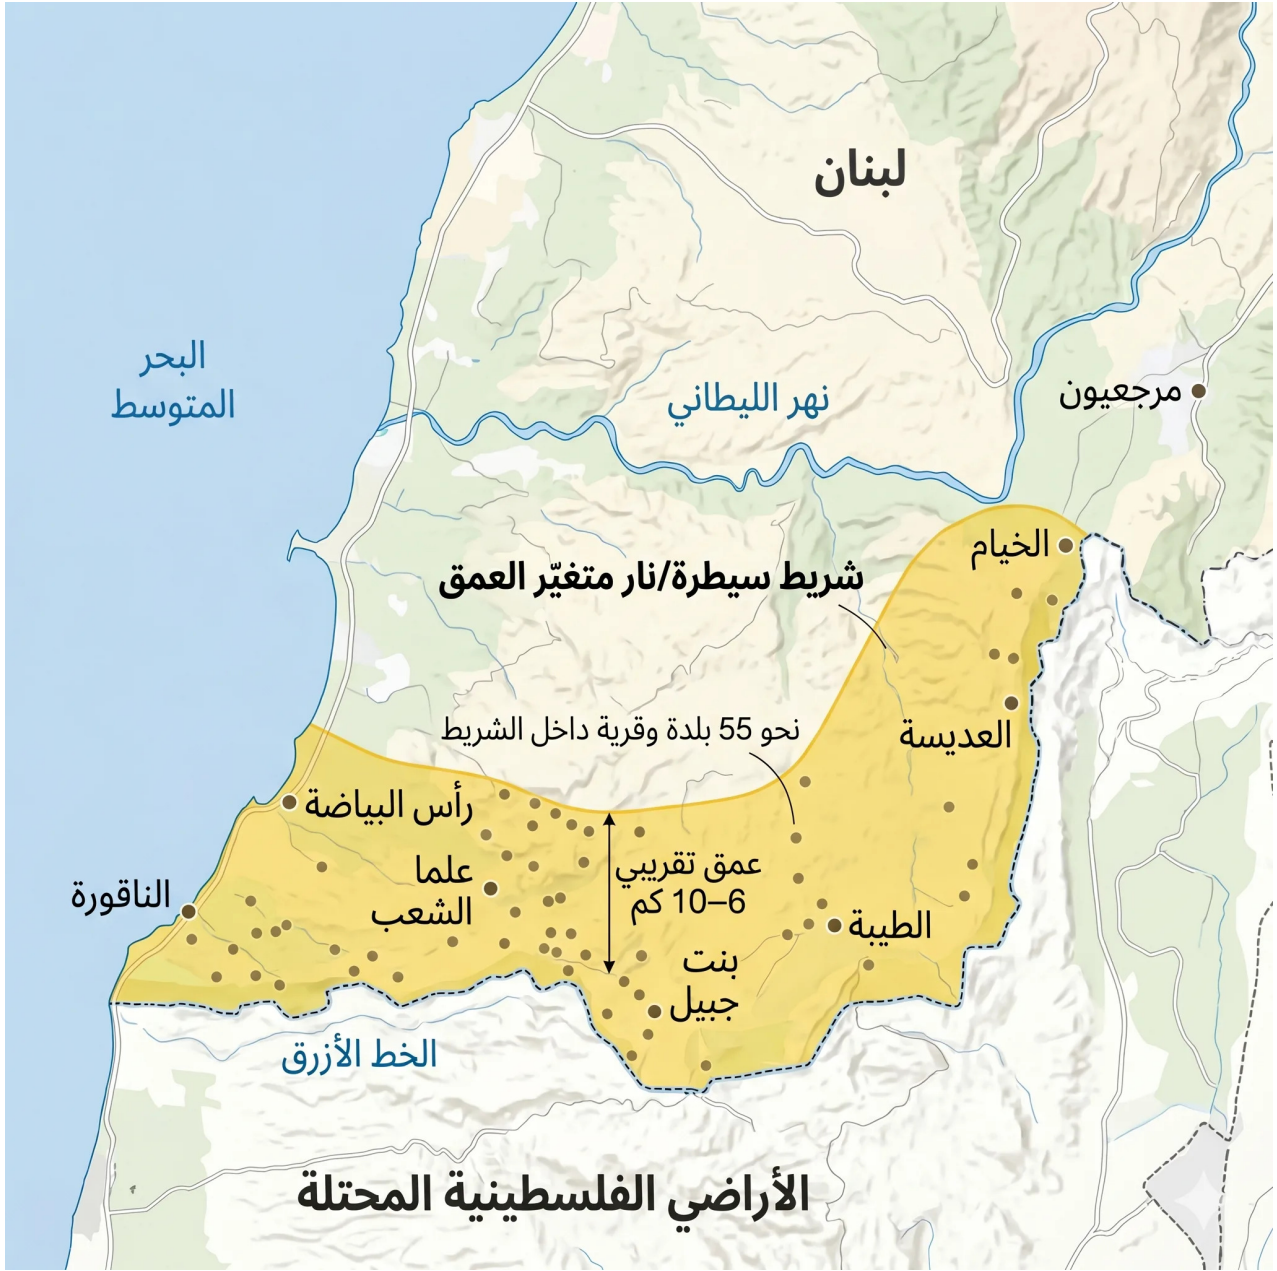 لبنان
البحر
المتوسط
نهر الليطاني
مرجعيون
الخيام
شريط سيطرة/نار متغيّر العمق
نحو 55 بلدة وقرية داخل الشريط
العديسة
رأس البياضة
علما
الشعب
عمق تقريبي
6–10 كم
الناقورة
الطيبة
بنت
جبيل
الخط الأزرق
الأراضي الفلسطينية المحتلة